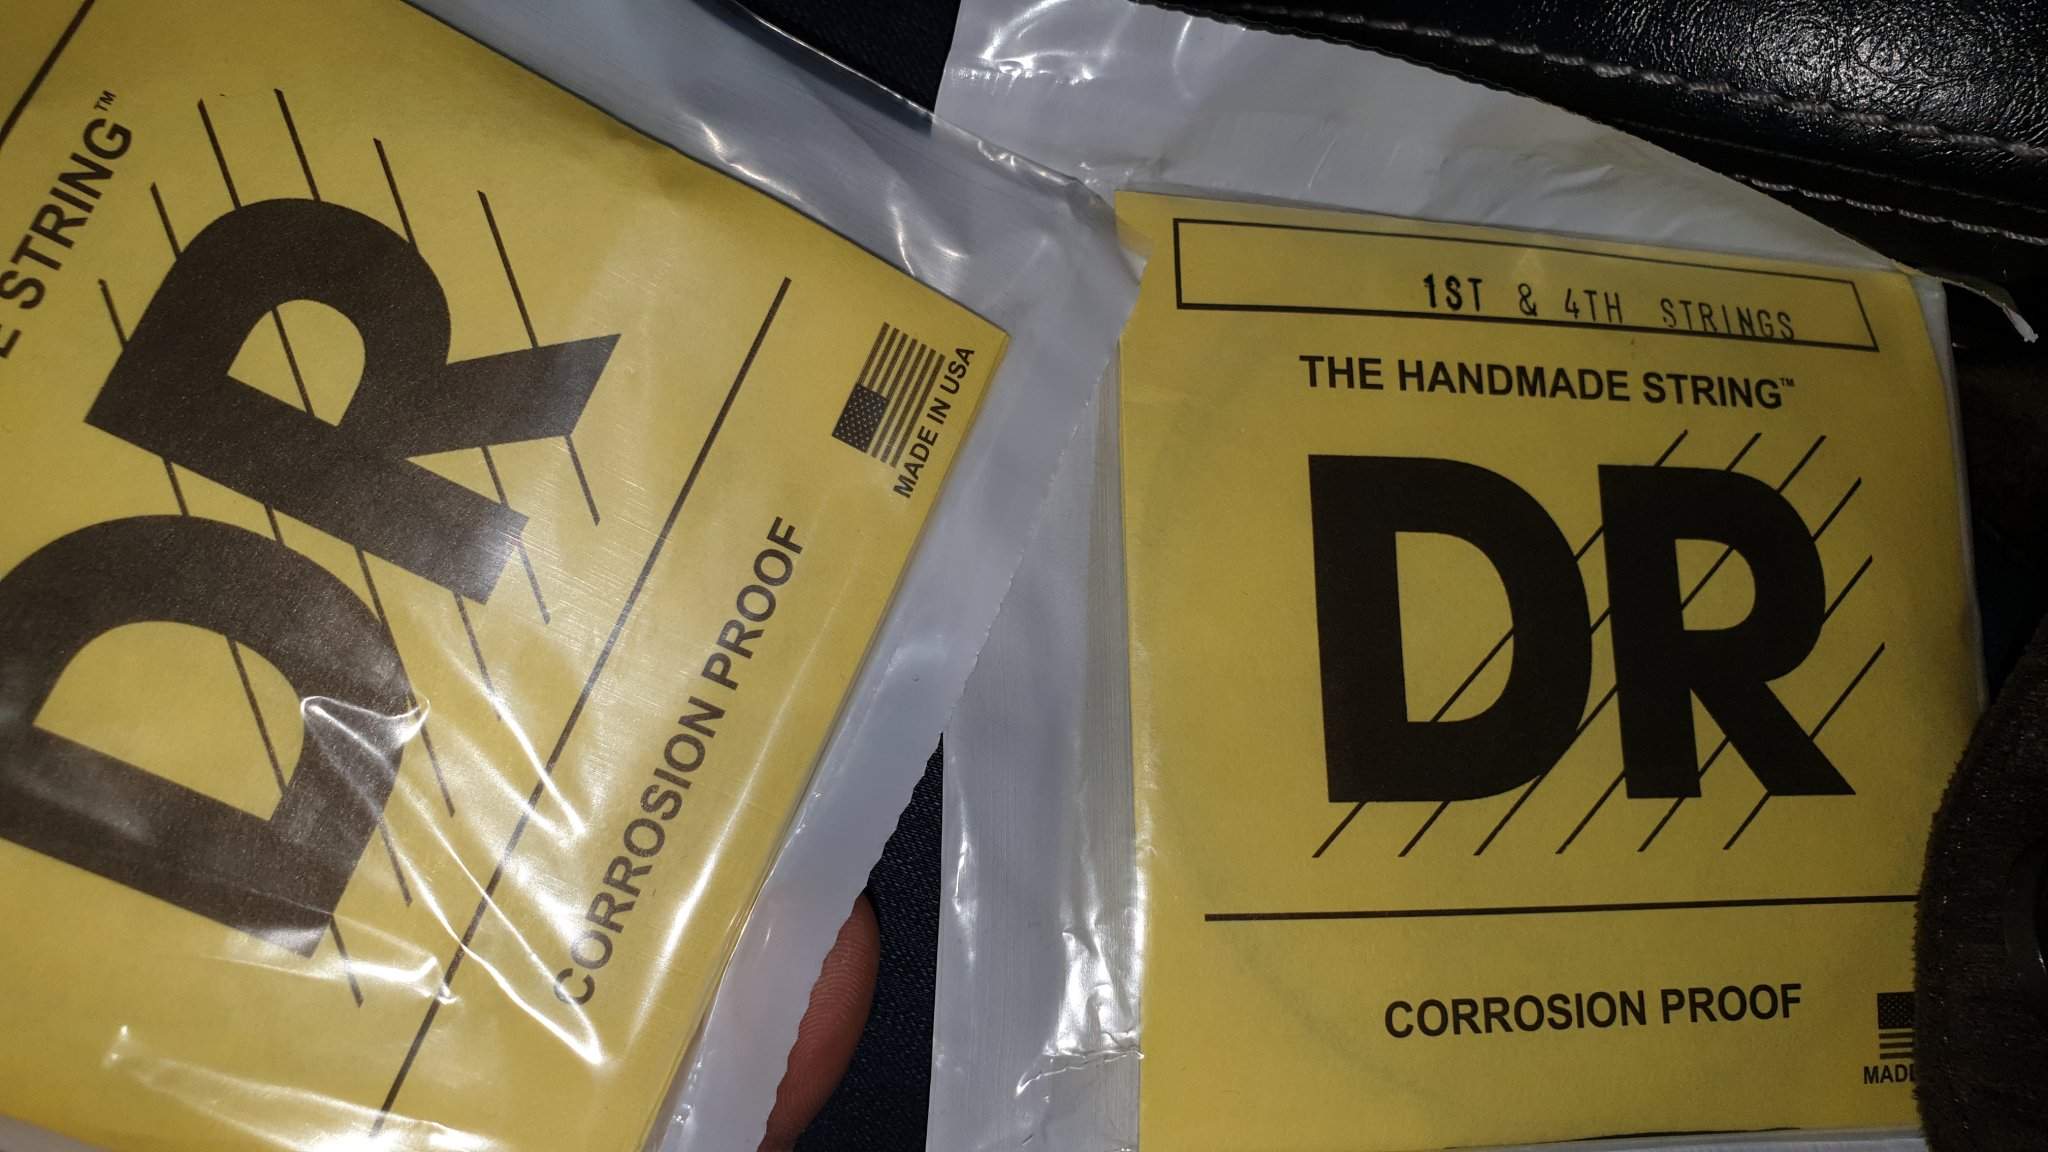 STRING™
DR
CORROSION PROOF
MADE IN USA
1ST & 4TH STRINGS
THE HANDMADE STRING™
DR
CORROSION PROOF